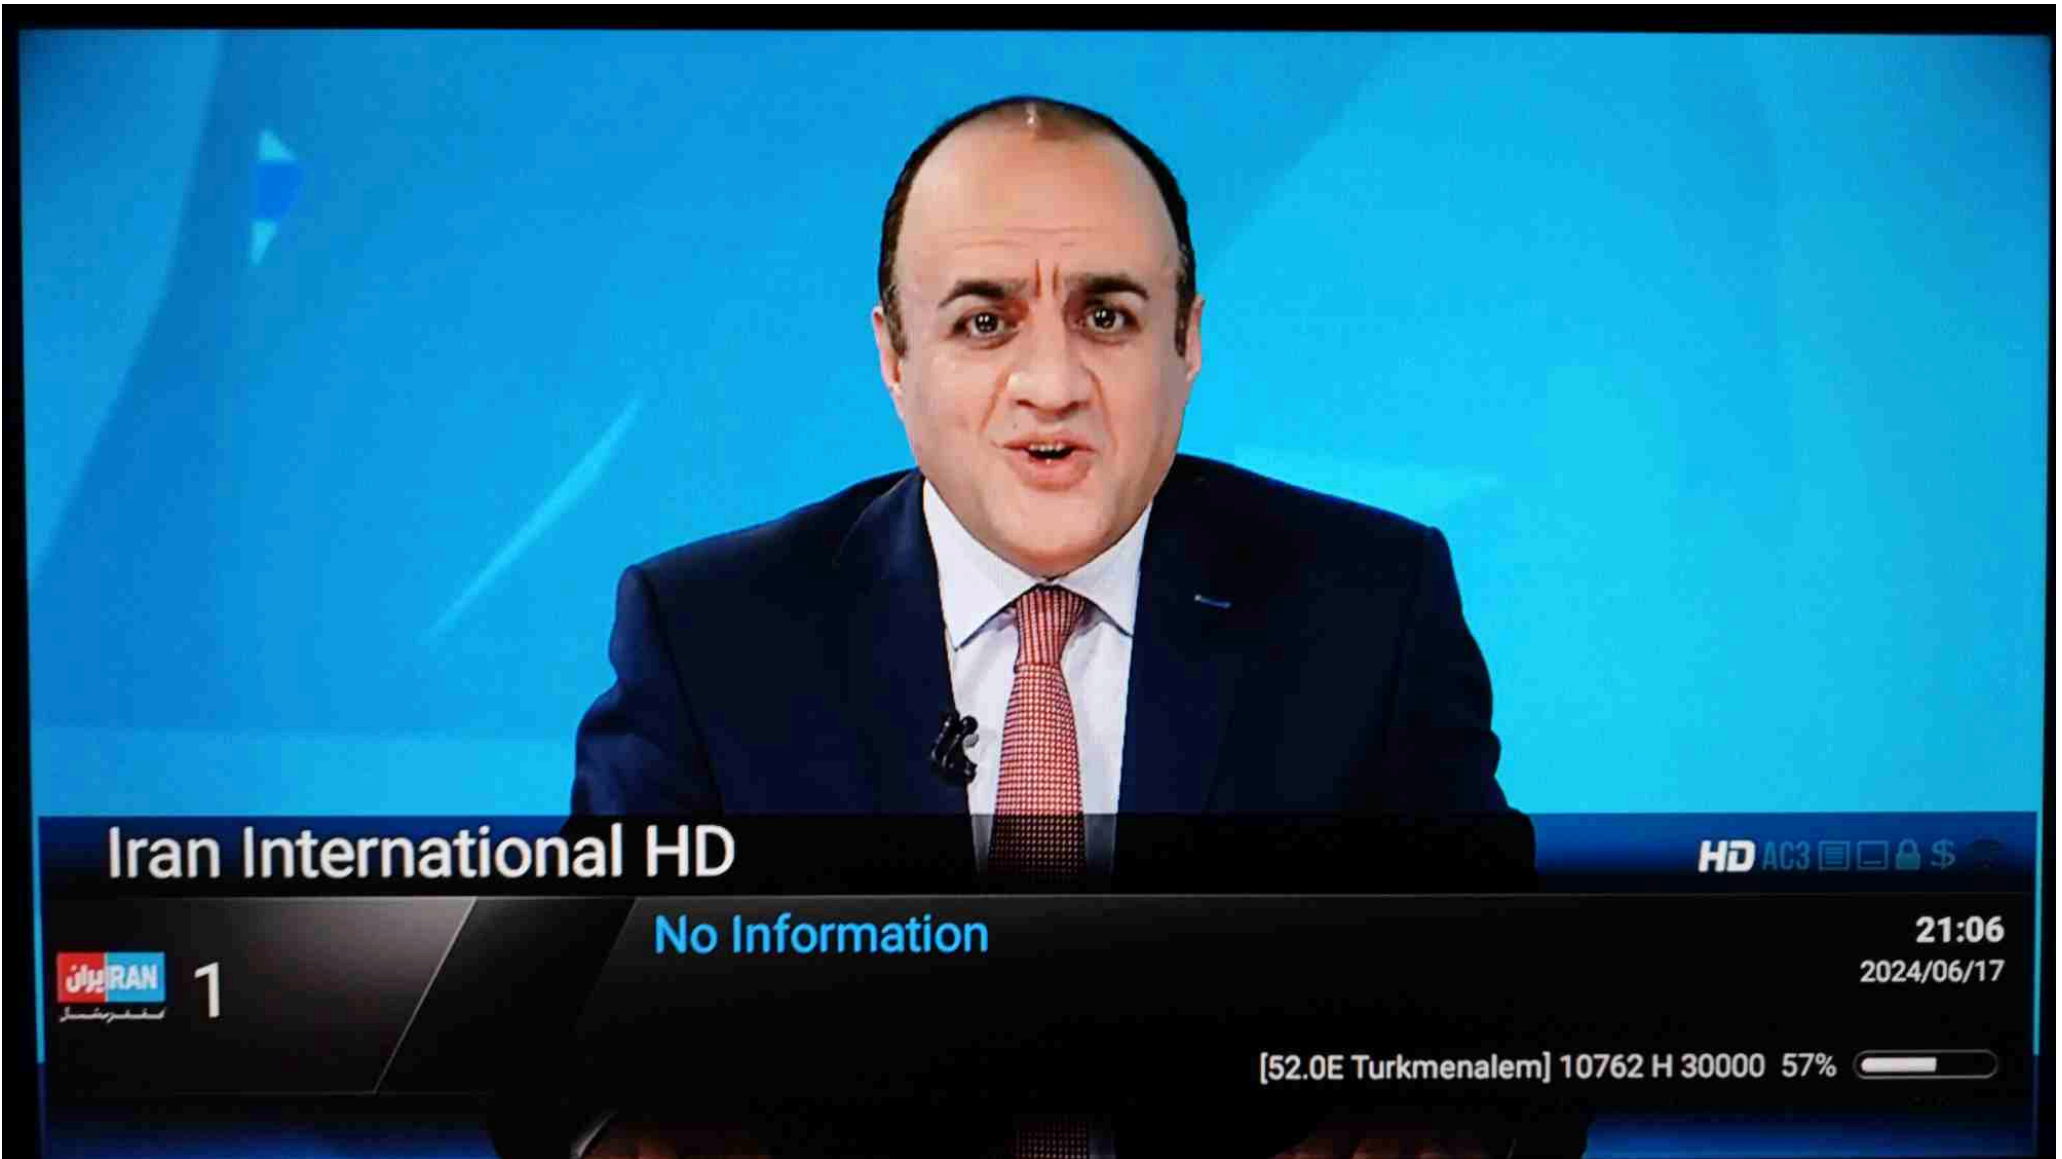 Iran International HD
HD AC3 $
No Information
21:06
2024/06/17
ایران IRAN
1
[52.0E Turkmenalem] 10762 H 30000 57%